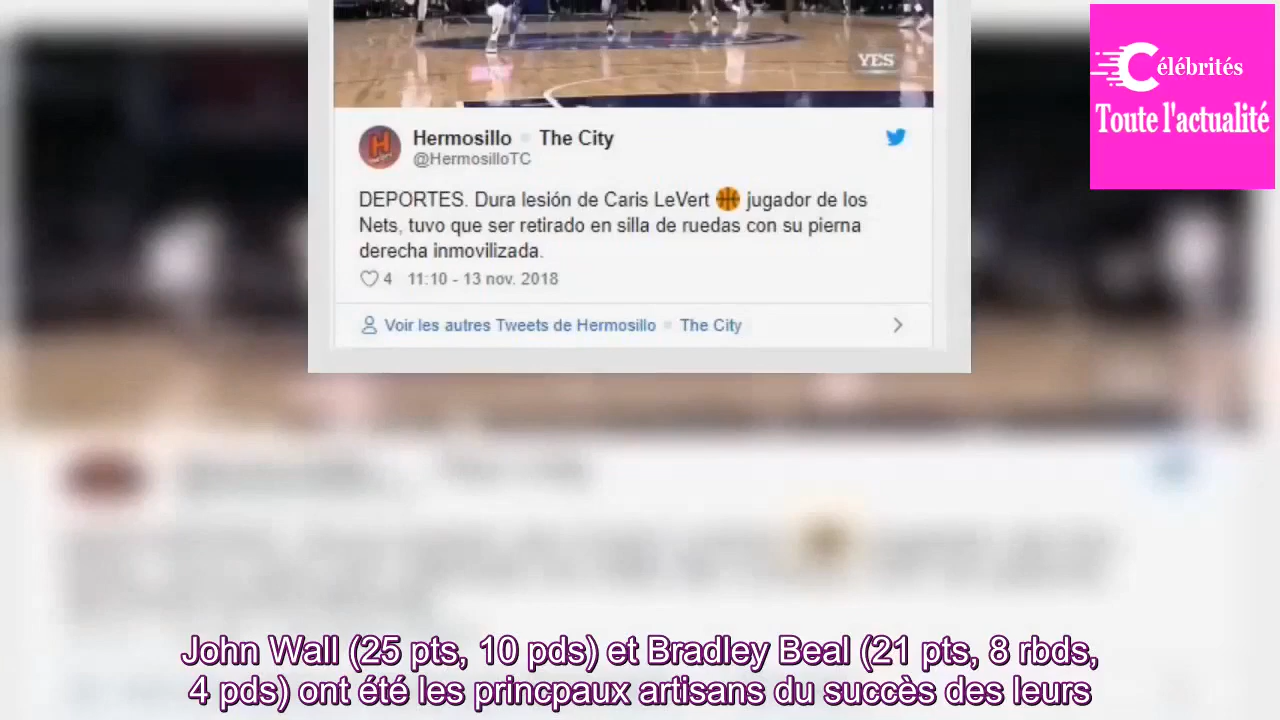 YES
Célébrités
Toute l'actualité
Hermosillo The City
@HermosilloTC
DEPORTES. Dura lesión de Caris LeVert 🏀 jugador de los
Nets, tuvo que ser retirado en silla de ruedas con su pierna
derecha inmovilizada.
4 11:10 - 13 nov. 2018
Voir les autres Tweets de Hermosillo The City
John Wall (25 pts, 10 pds) et Bradley Beal (21 pts, 8 rbds,
4 pds) ont été les princpaux artisans du succès des leurs